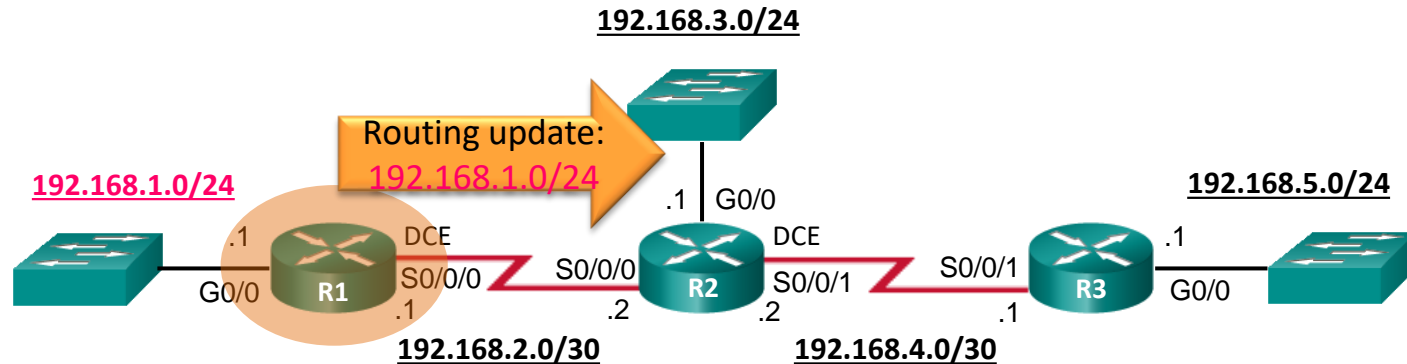 192.168.3.0/24
Routing update:
192.168.1.0/24
192.168.1.0/24
192.168.5.0/24
.1 G0/0
.1
DCE
DCE
.1
S0/0/0
S0/0/0
S0/0/1
S0/0/1
G0/0
R1
R2
R3
G0/0
.1
.2
.2
.1
192.168.2.0/30
192.168.4.0/30